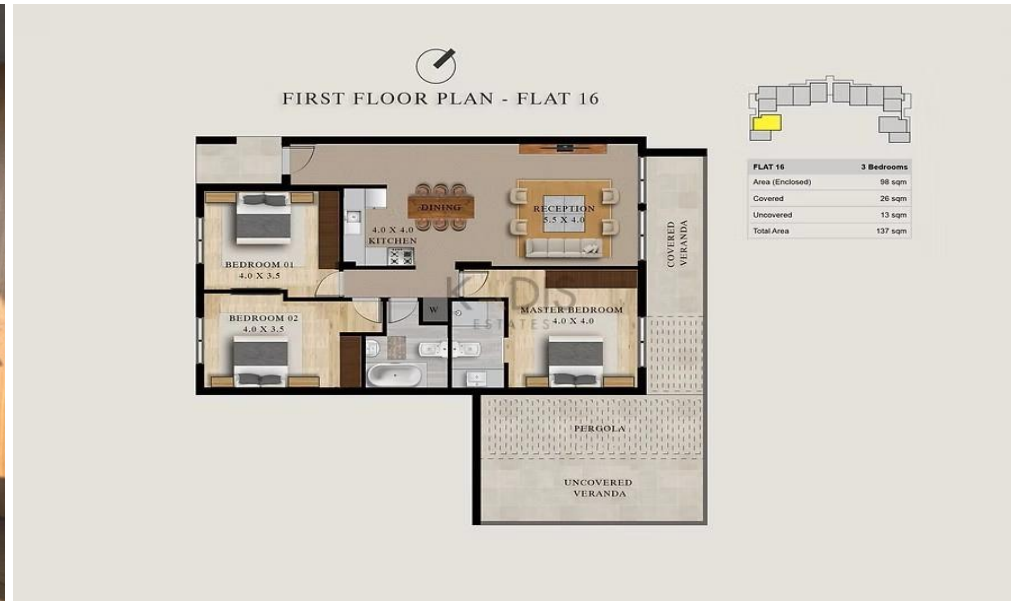 FIRST FLOOR PLAN - FLAT 16
FLAT 16 3 Bedrooms
Area (Enclosed) 98 sqm
Covered 26 sqm
Uncovered 13 sqm
Total Area 137 sqm
DINING
RECEPTION
5.5 X 4.0
4.0 X 4.0
KITCHEN
COVERED
VERANDA
BEDROOM 01
4.0 X 3.5
BEDROOM 02
4.0 X 3.5
W
MASTER BEDROOM
4.0 X 4.0
ESTATES
PERGOLA
UNCOVERED
VERANDA